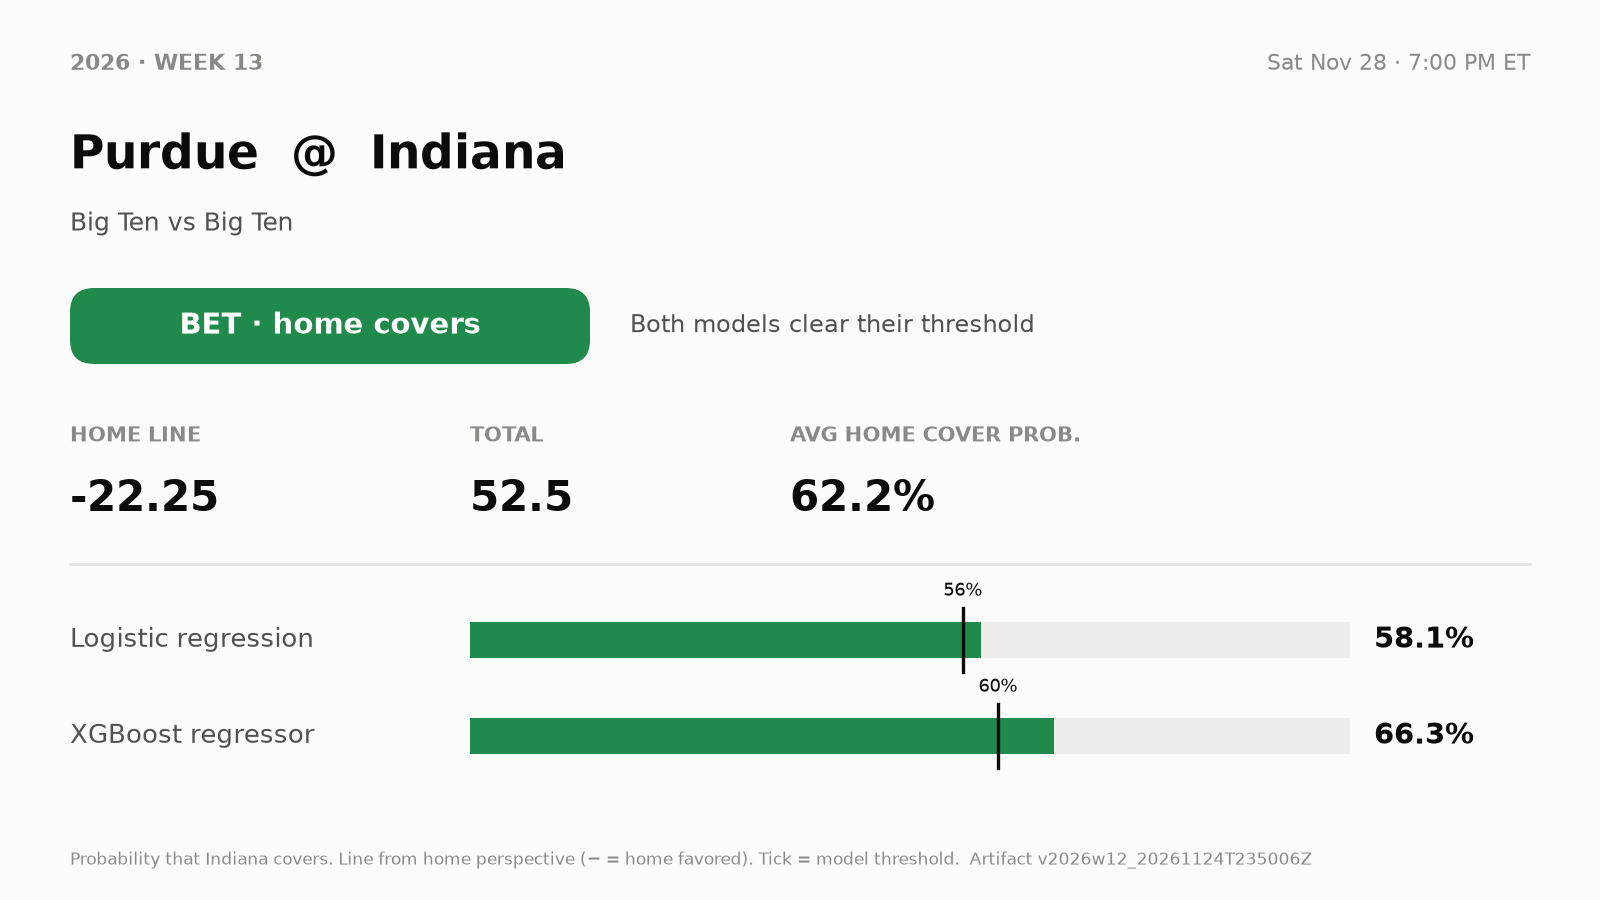 2026 · WEEK 13
Sat Nov 28 · 7:00 PM ET
Purdue @ Indiana
Big Ten vs Big Ten
BET · home covers
Both models clear their threshold
HOME LINE
TOTAL
AVG HOME COVER PROB.
-22.25
52.5
62.2%
56%
Logistic regression
58.1%
60%
XGBoost regressor
66.3%
Probability that Indiana covers. Line from home perspective (− = home favored). Tick = model threshold. Artifact v2026w12_20261124T235006Z